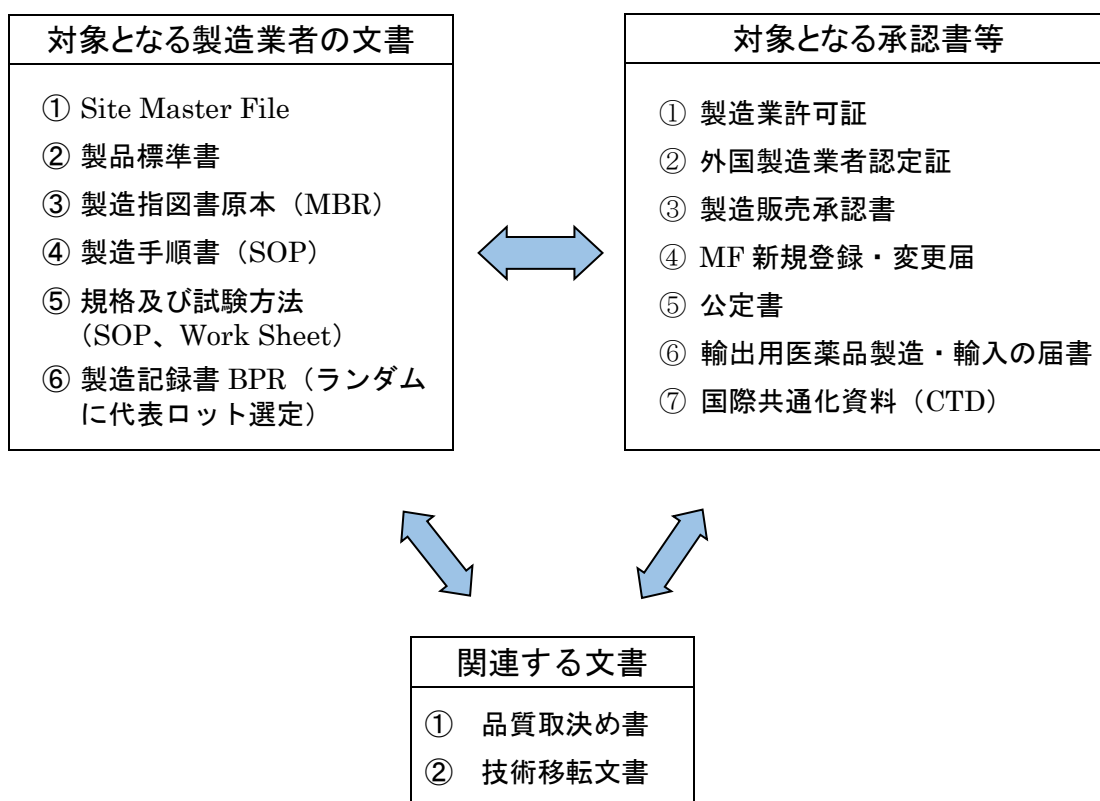 対象となる製造業者の文書
① Site Master File
② 製品標準書
③ 製造指図書原本（MBR）
④ 製造手順書（SOP）
⑤ 規格及び試験方法
（SOP、Work Sheet）
⑥ 製造記録書 BPR（ランダム
に代表ロット選定）
対象となる承認書等
① 製造業許可証
② 外国製造業者認定証
③ 製造販売承認書
④ MF 新規登録・変更届
⑤ 公定書
⑥ 輸出用医薬品製造・輸入の届書
⑦ 国際共通化資料（CTD）
関連する文書
① 品質取決め書
② 技術移転文書